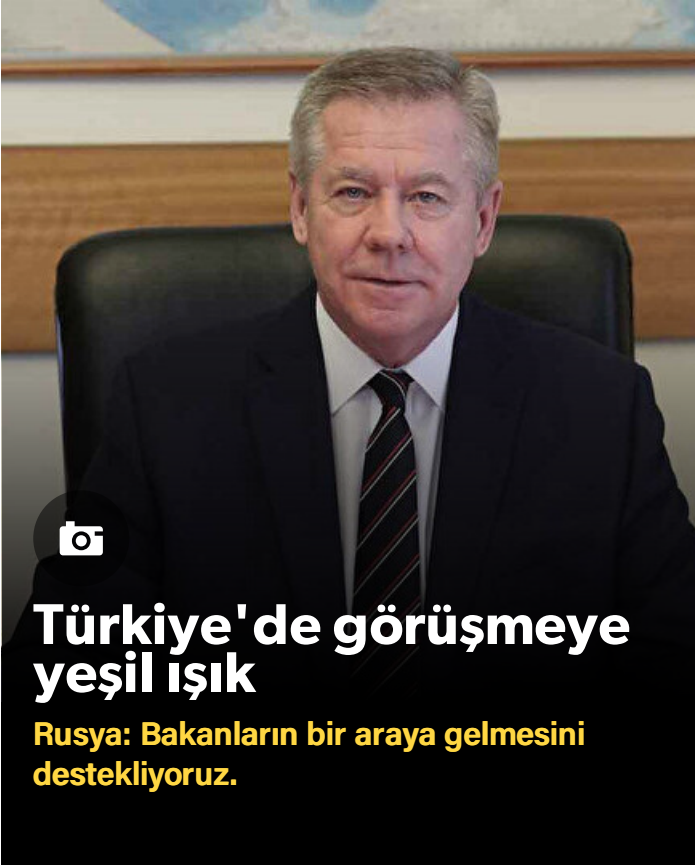 Türkiye'de görüşmeye
yeşil ışık
Rusya: Bakanların bir araya gelmesini
destekliyoruz.